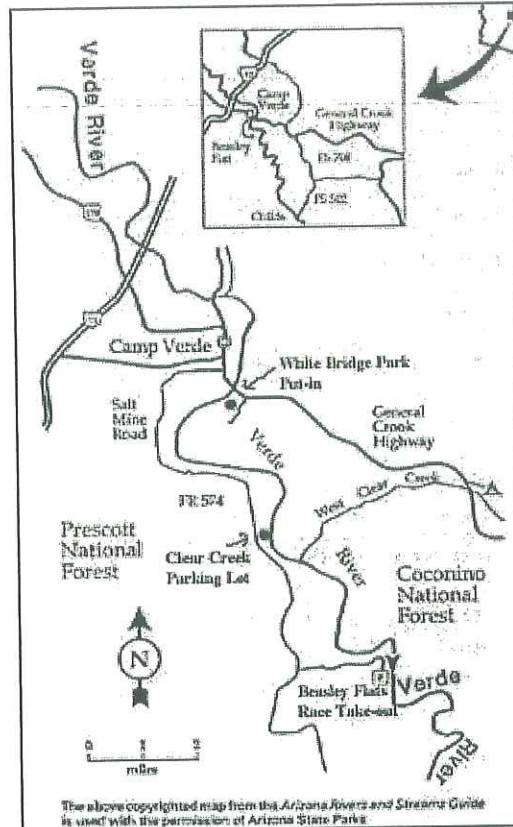 Verde River
Camp
Verde
General Crook
Highway
Beasley
Flat
FR 708
FS 502
Childs
Camp Verde
White Bridge Park
Put-in
Salt
Mine
Road
General
Crook
Highway
Verde
River
West Clear Creek
FR 574
Prescott
National
Forest
Clear Creek
Parking Lot
Coconino
National
Forest
N
Beasley Flats
Race Take-out
Verde
River
0
miles
The above copyrighted map from the Arizona Rivers and Streams Guide
is used with the permission of Arizona State Parks